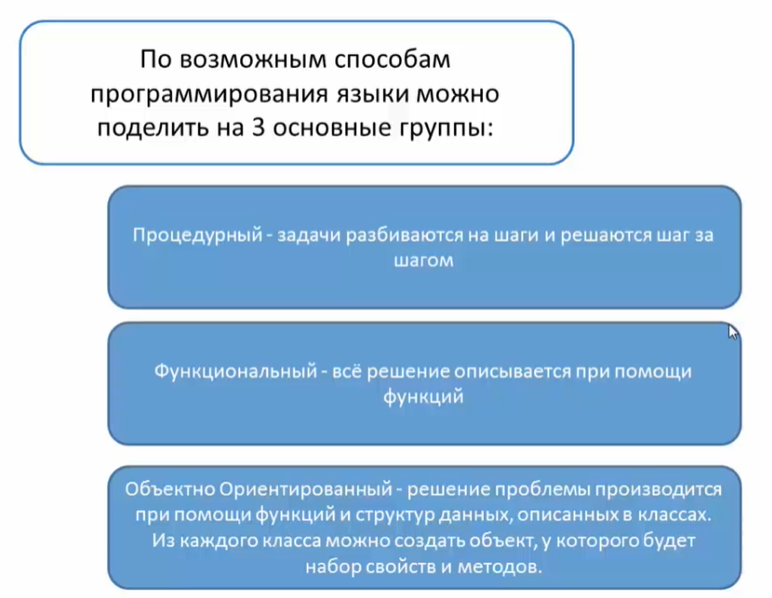 По возможным способам
программирования языки можно
поделить на 3 основные группы:
Процедурный - задачи разбиваются на шаги и решаются шаг за
шагом
Функциональный - всё решение описывается при помощи
функций
Объектно Ориентированный - решение проблемы производится
при помощи функций и структур данных, описанных в классах.
Из каждого класса можно создать объект, у которого будет
набор свойств и методов.